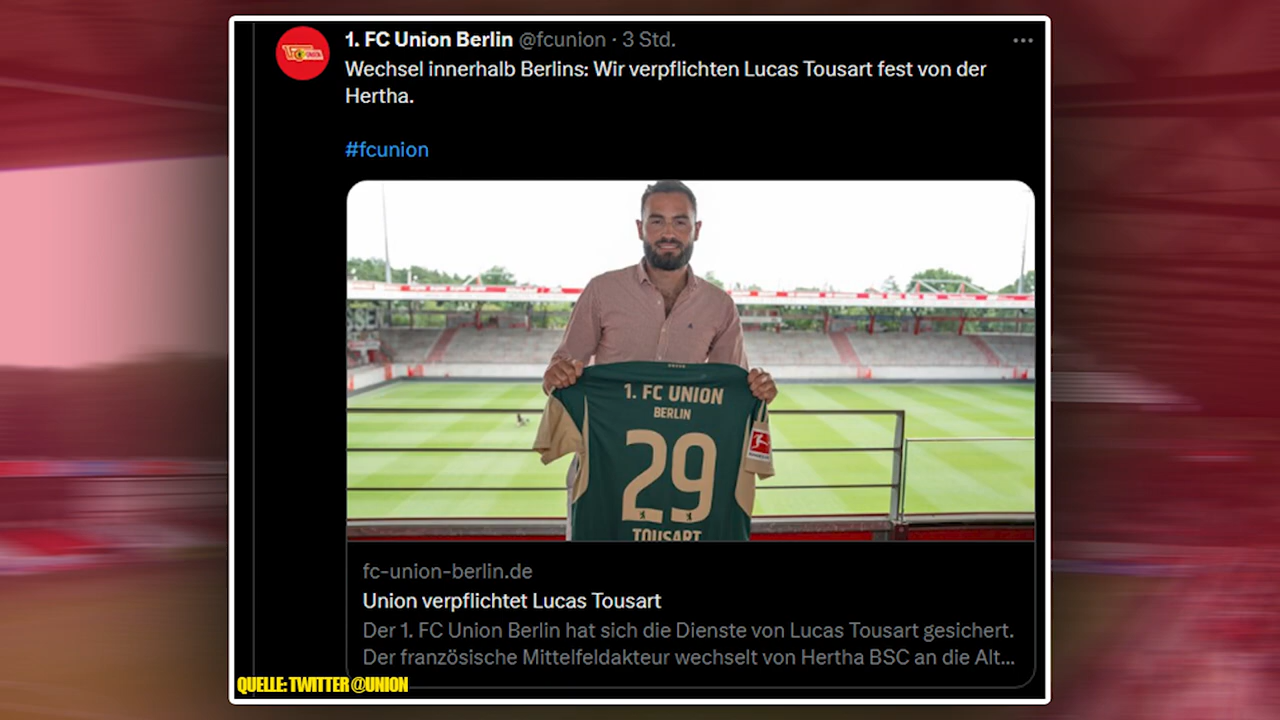 1. FC Union Berlin @fcunion · 3 Std.
Wechsel innerhalb Berlins: Wir verpflichten Lucas Tousart fest von der
Hertha.
#fcunion
1. FC UNION
BERLIN
29
TOUSART
fc-union-berlin.de
Union verpflichtet Lucas Tousart
Der 1. FC Union Berlin hat sich die Dienste von Lucas Tousart gesichert.
Der französische Mittelfeldakteur wechselt von Hertha BSC an die Alt...
QUELLE: TWITTER @UNION